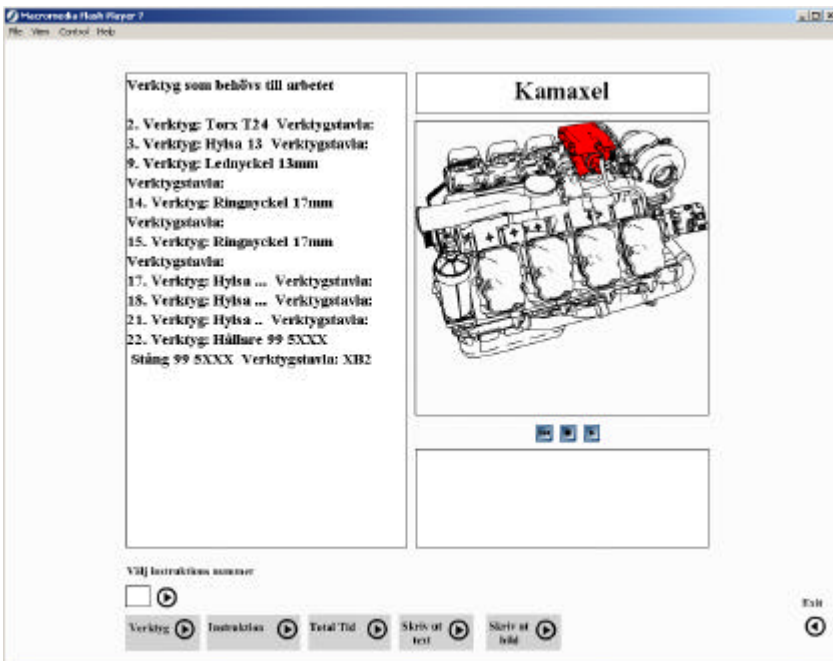 Macromedia Flash Player 7
File View Control Help
Verktyg som behövs till arbetet
2. Verktyg: Torx T24 Verktygstavla:
3. Verktyg: Hylsa 13 Verktygstavla:
9. Verktyg: Lednyckel 13mm
Verktygstavla:
14. Verktyg: Ringnyckel 17mm
Verktygstavla:
15. Verktyg: Ringnyckel 17mm
Verktygstavla:
17. Verktyg: Hylsa ... Verktygstavla:
18. Verktyg: Hylsa ... Verktygstavla:
21. Verktyg: Hylsa .. Verktygstavla:
22. Verktyg: Hållare 99 5XXX
Stång 99 5XXX Verktygstavla: XB2
Kamaxel
Välj Instruktions nummer
Verktyg
Instruktion
Total Tid
Skriv ut
text
Skriv ut
bild
Exit